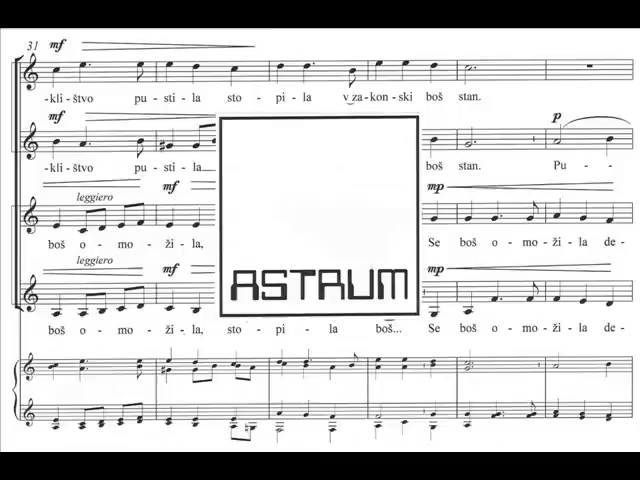 31 mf
-kli-štvo pu-sti-la sto-pi-la v za-kon-ski boš stan.
mf p
-kli-štvo pu-sti-la boš stan. Pu-
leggiero mf mp
boš o-mo-ži-la, Se boš o-mo-ži-la de-
leggiero mf mp
boš o-mo-ži-la, sto-pi-la boš... Se boš o-mo-ži-la de-
ASTRUM